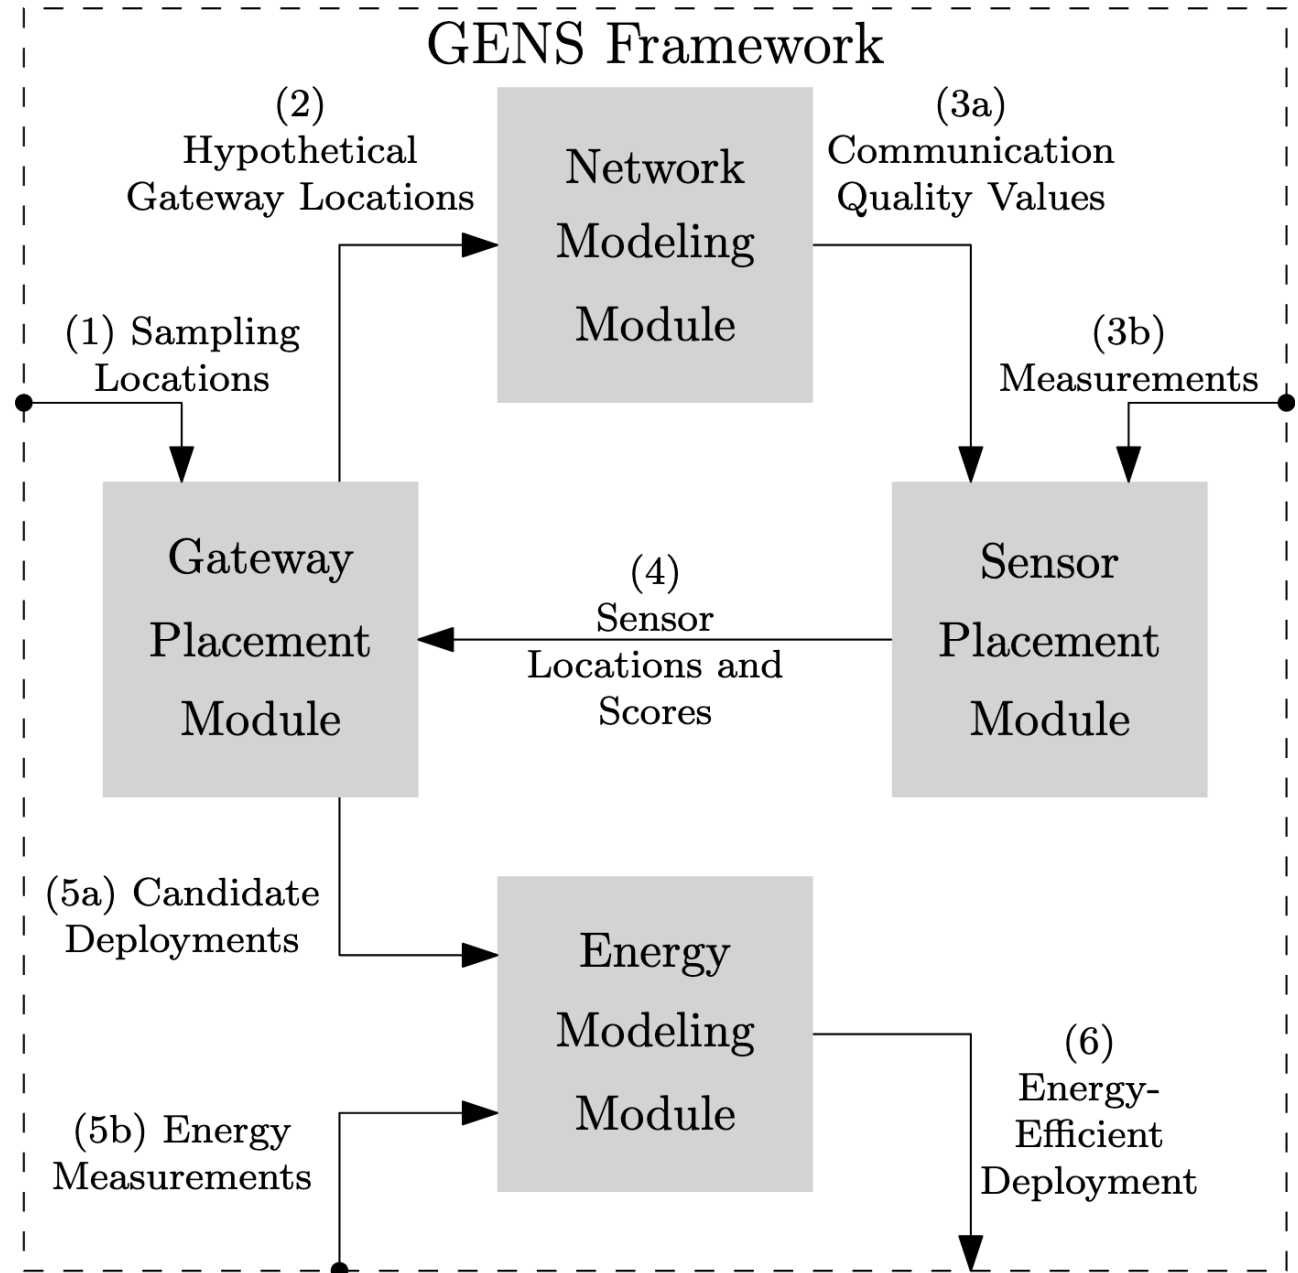 GENS Framework
(2)
Hypothetical
Gateway Locations
Network
Modeling
Module
(3a)
Communication
Quality Values
(1) Sampling
Locations
(3b)
Measurements
Gateway
Placement
Module
(4)
Sensor
Locations and
Scores
Sensor
Placement
Module
(5a) Candidate
Deployments
Energy
Modeling
Module
(5b) Energy
Measurements
(6)
Energy-
Efficient
Deployment